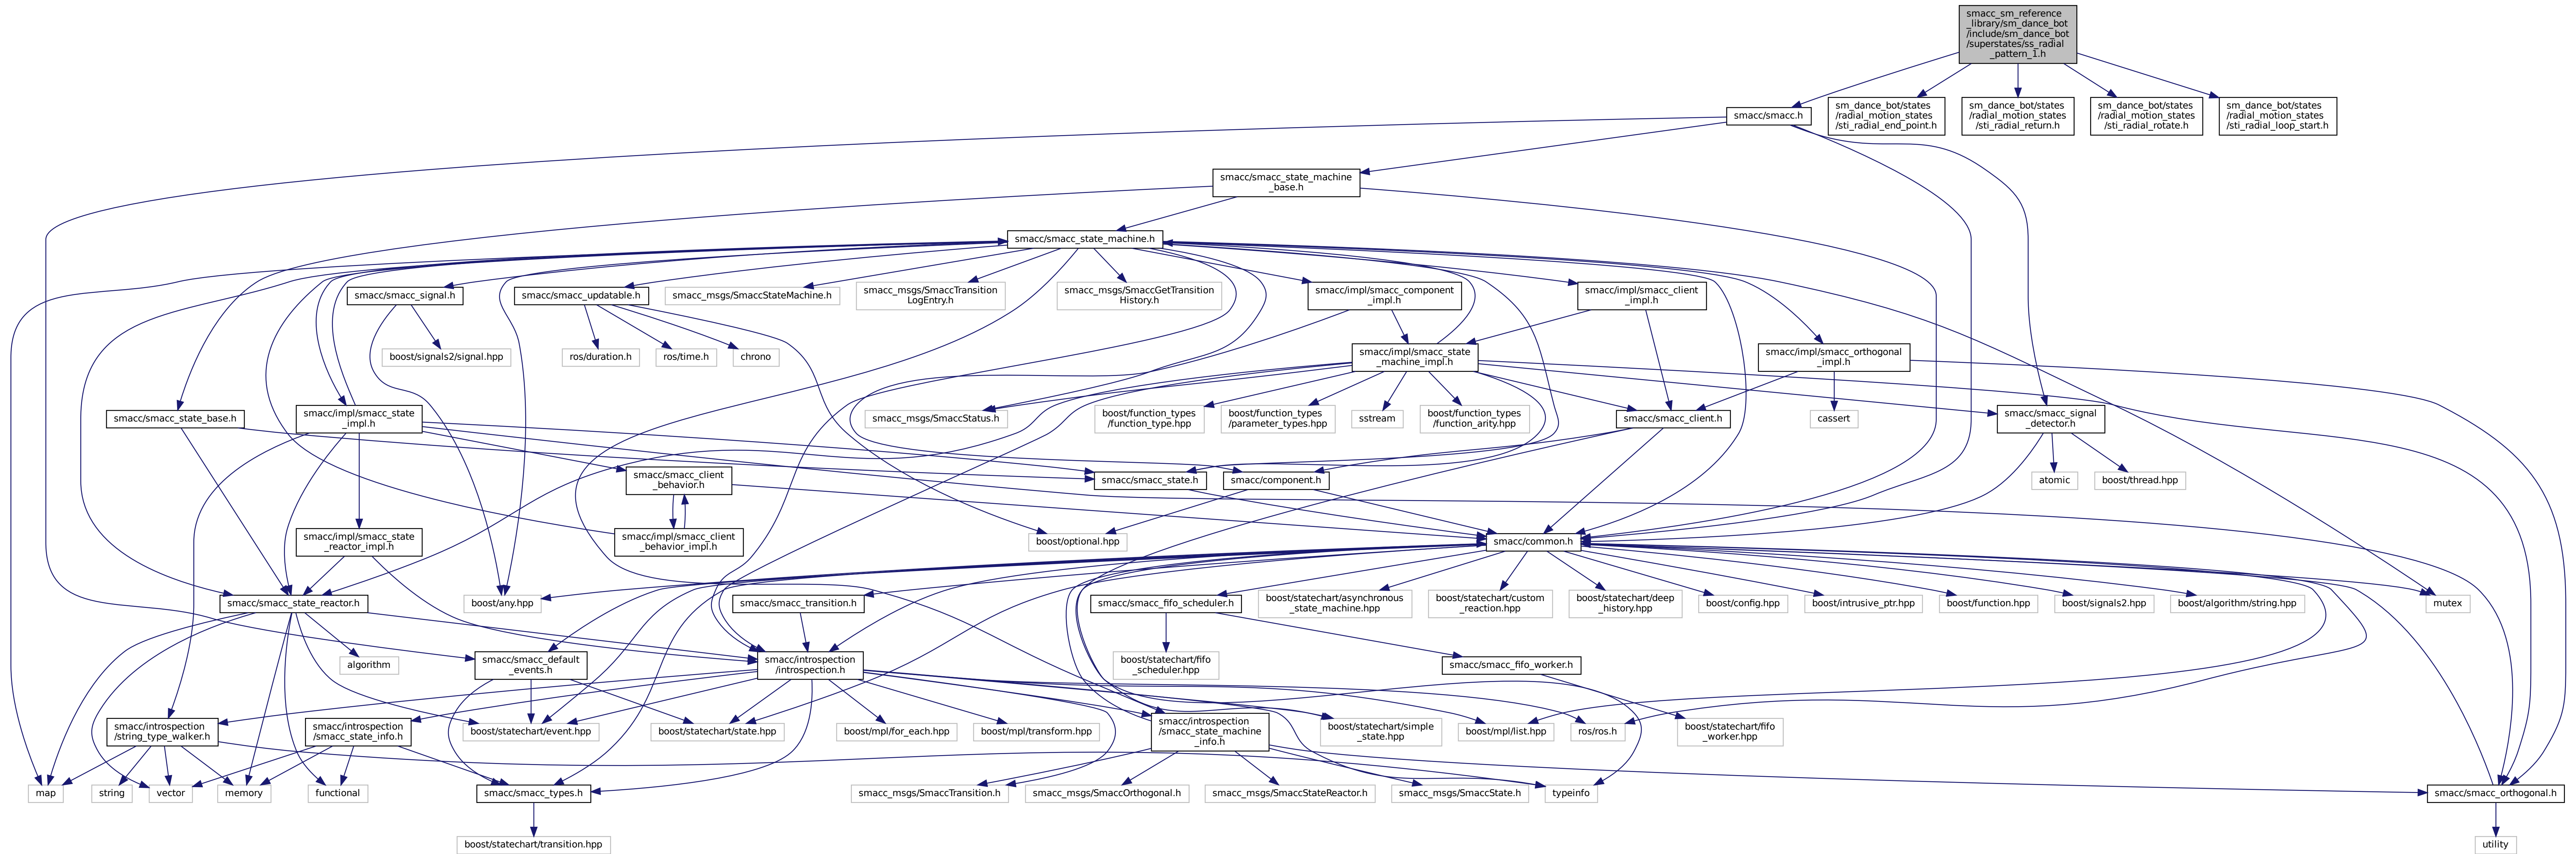 smacc_sm_reference
_library/sm_dance_bot
/include/sm_dance_bot
/superstates/ss_radial
_pattern_1.h
smacc/smacc.h
sm_dance_bot/states
/radial_motion_states
/sti_radial_end_point.h
sm_dance_bot/states
/radial_motion_states
/sti_radial_return.h
sm_dance_bot/states
/radial_motion_states
/sti_radial_rotate.h
sm_dance_bot/states
/radial_motion_states
/sti_radial_loop_start.h
smacc/smacc_state_machine
_base.h
smacc/smacc_state_machine.h
smacc/smacc_signal.h
smacc/smacc_updatable.h
smacc_msgs/SmaccStateMachine.h
smacc_msgs/SmaccTransition
LogEntry.h
smacc_msgs/SmaccGetTransition
History.h
smacc/impl/smacc_component
_impl.h
smacc/impl/smacc_client
_impl.h
boost/signals2/signal.hpp
ros/duration.h
ros/time.h
chrono
smacc/impl/smacc_state
_machine_impl.h
smacc/impl/smacc_orthogonal
_impl.h
smacc/smacc_state_base.h
smacc/impl/smacc_state
_impl.h
smacc_msgs/SmaccStatus.h
boost/function_types
/function_type.hpp
boost/function_types
/parameter_types.hpp
sstream
boost/function_types
/function_arity.hpp
smacc/smacc_client.h
cassert
smacc/smacc_signal
_detector.h
smacc/smacc_client
_behavior.h
smacc/smacc_state.h
smacc/component.h
atomic
boost/thread.hpp
smacc/impl/smacc_state
_reactor_impl.h
smacc/impl/smacc_client
_behavior_impl.h
boost/optional.hpp
smacc/common.h
smacc/smacc_state_reactor.h
boost/any.hpp
smacc/smacc_transition.h
smacc/smacc_fifo_scheduler.h
boost/statechart/asynchronous
_state_machine.hpp
boost/statechart/custom
_reaction.hpp
boost/statechart/deep
_history.hpp
boost/config.hpp
boost/intrusive_ptr.hpp
boost/function.hpp
boost/signals2.hpp
boost/algorithm/string.hpp
mutex
algorithm
smacc/smacc_default
_events.h
smacc/introspection
/introspection.h
boost/statechart/fifo
_scheduler.hpp
smacc/smacc_fifo_worker.h
smacc/introspection
/string_type_walker.h
smacc/introspection
/smacc_state_info.h
boost/statechart/event.hpp
boost/statechart/state.hpp
boost/mpl/for_each.hpp
boost/mpl/transform.hpp
smacc/introspection
/smacc_state_machine
_info.h
boost/statechart/simple
_state.hpp
boost/mpl/list.hpp
ros/ros.h
boost/statechart/fifo
_worker.hpp
map
string
vector
memory
functional
smacc/smacc_types.h
smacc_msgs/SmaccTransition.h
smacc_msgs/SmaccOrthogonal.h
smacc_msgs/SmaccStateReactor.h
smacc_msgs/SmaccState.h
typeinfo
smacc/smacc_orthogonal.h
boost/statechart/transition.hpp
utility